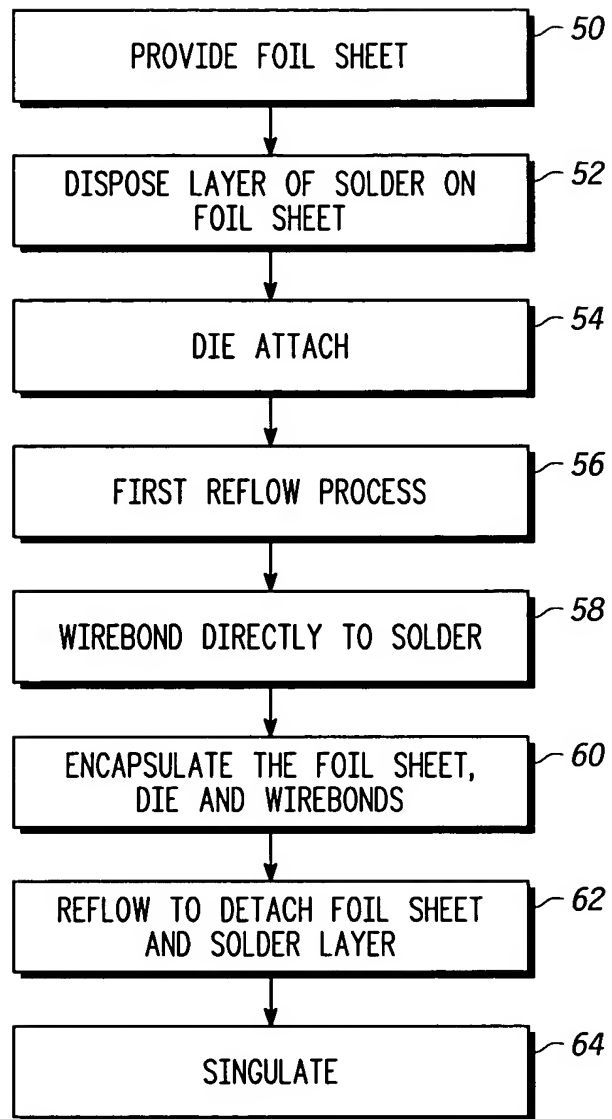 PROVIDE FOIL SHEET
50
DISPOSE LAYER OF SOLDER ON
FOIL SHEET
52
DIE ATTACH
54
FIRST REFLOW PROCESS
56
WIREBOND DIRECTLY TO SOLDER
58
ENCAPSULATE THE FOIL SHEET,
DIE AND WIREBONDS
60
REFLOW TO DETACH FOIL SHEET
AND SOLDER LAYER
62
SINGULATE
64